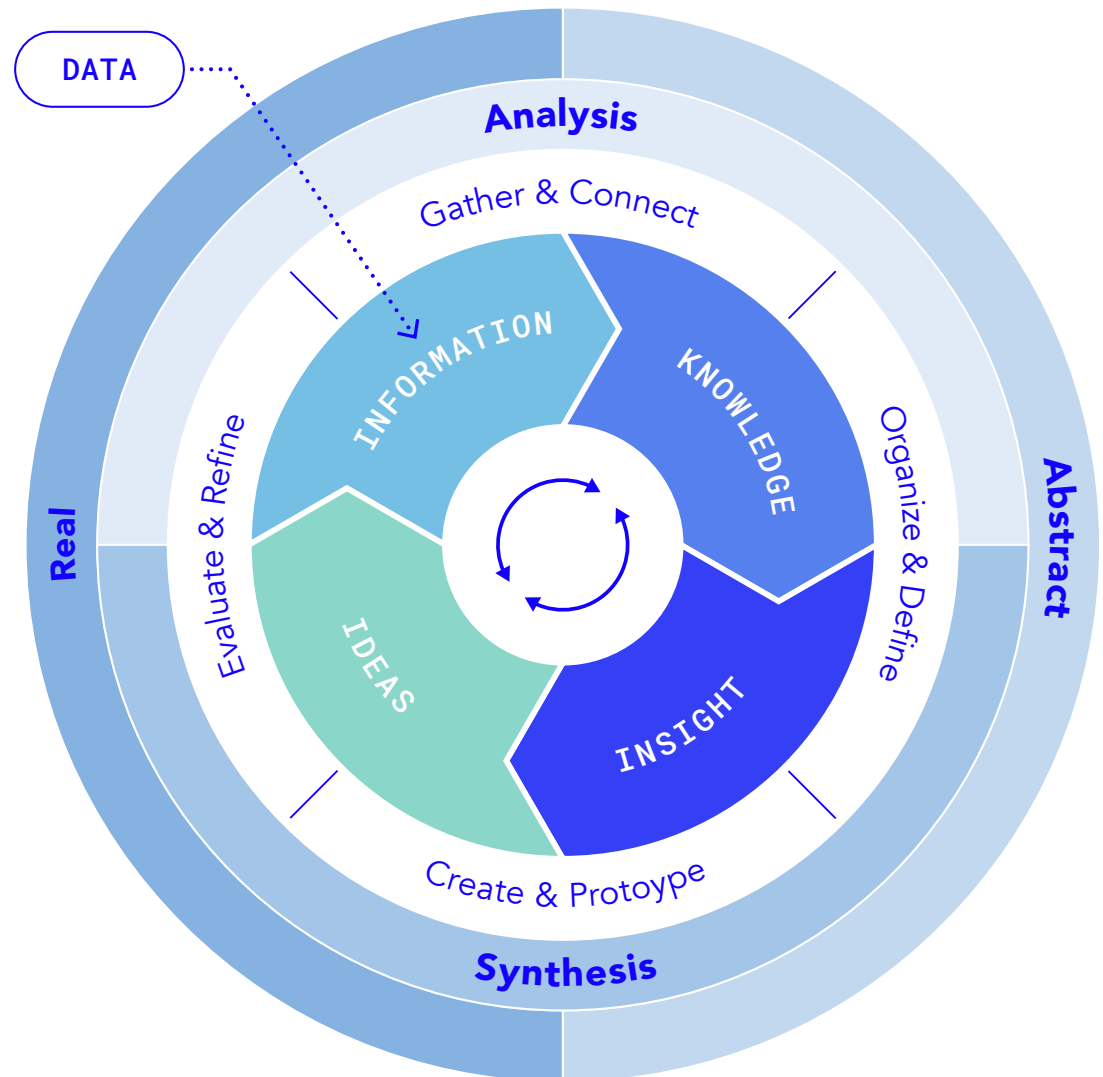 DATA
Analysis
Gather & Connect
INFORMATION
KNOWLEDGE
Evaluate & Refine
Organize & Define
Real
Abstract
IDEAS
INSIGHT
Create & Protoype
Synthesis